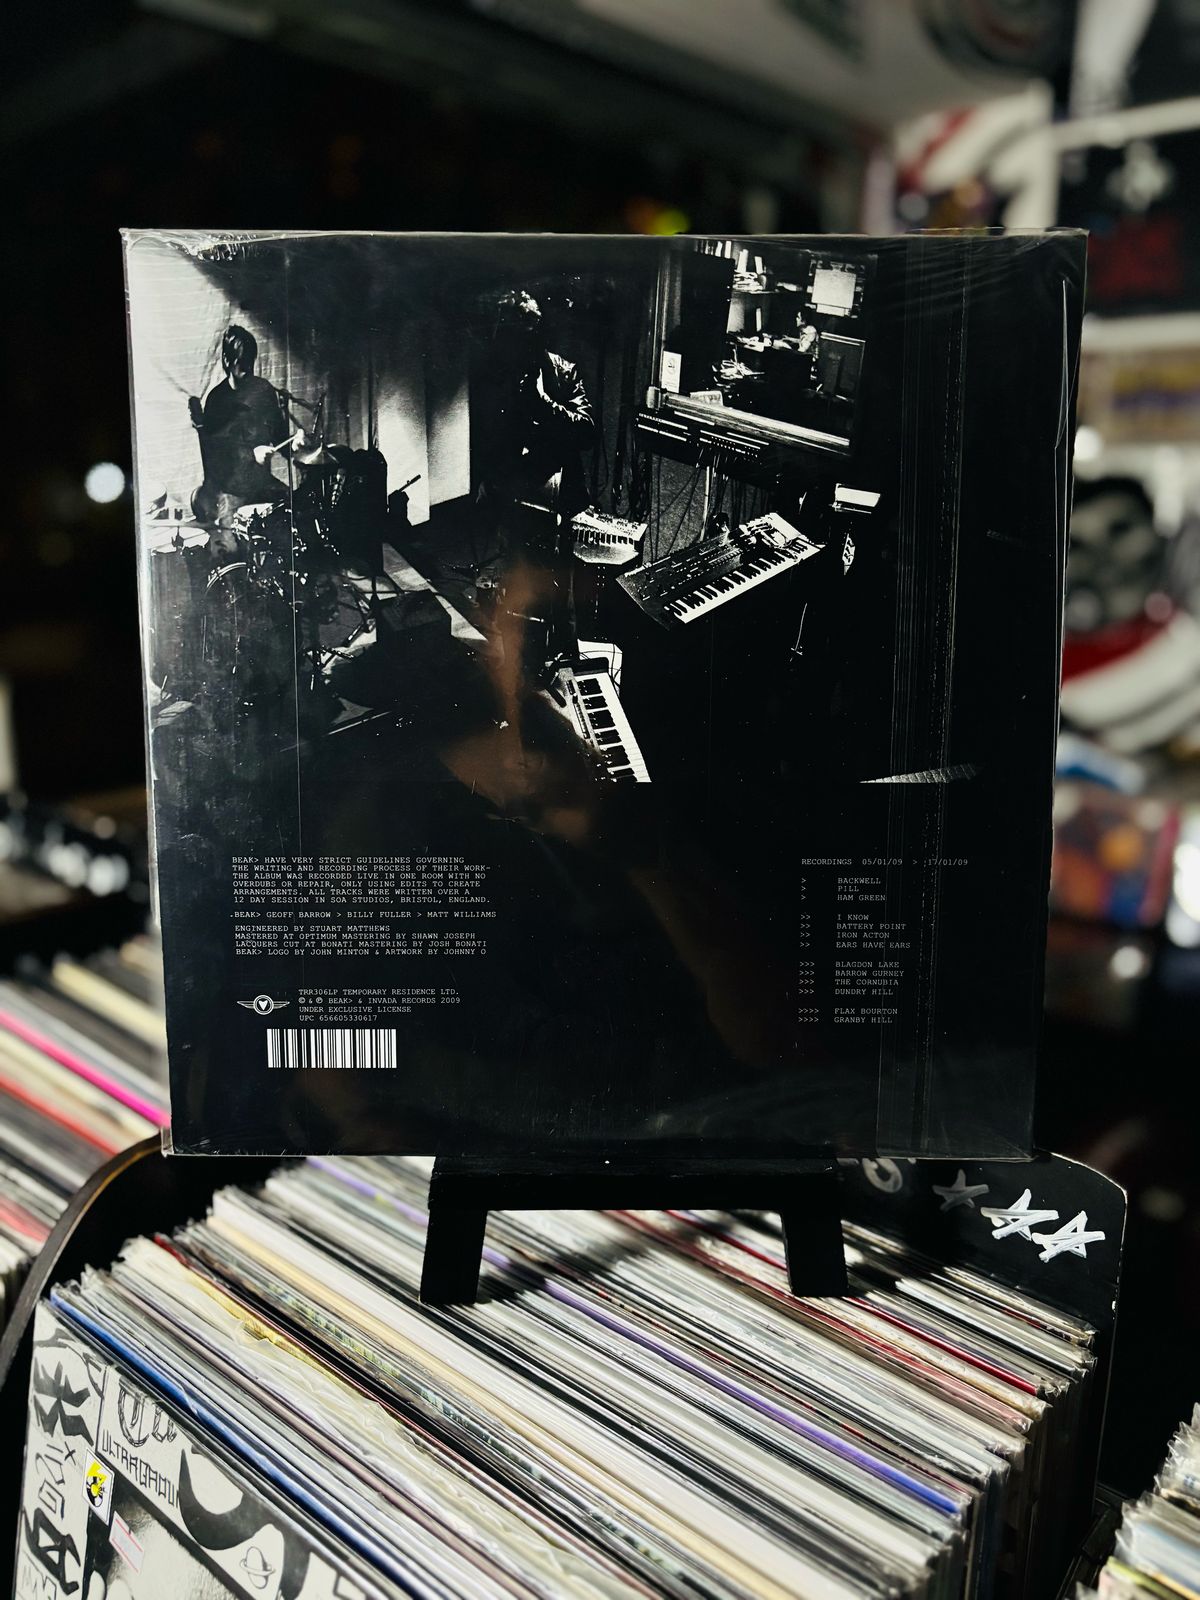 BEAK> HAVE VERY STRICT GUIDELINES GOVERNING
THE WRITING AND RECORDING PROCESS OF THEIR WORK-
THE ALBUM WAS RECORDED LIVE IN ONE ROOM WITH NO
OVERDUBS OR REPAIR, ONLY USING EDITS TO CREATE
ARRANGEMENTS. ALL TRACKS WERE WRITTEN OVER A
12 DAY SESSION IN SOA STUDIOS, BRISTOL, ENGLAND.
BEAK> GEOFF BARROW > BILLY FULLER > MATT WILLIAMS
ENGINEERED BY STUART MATTHEWS
MASTERED AT OPTIMUM MASTERING BY SHAWN JOSEPH
LACQUERS CUT AT BONATI MASTERING BY JOSH BONATI
BEAK> LOGO BY JOHN MINTON & ARTWORK BY JOHNNY O
TRR306LP TEMPORARY RESIDENCE LTD.
© & ℗ BEAK> & INVADA RECORDS 2009
UNDER EXCLUSIVE LICENSE
UPC 656605330617
RECORDINGS 05/01/09 > 17/01/09
> BACKWELL
> PILL
> HAM GREEN
>> I KNOW
>> BATTERY POINT
>> IRON ACTON
>> EARS HAVE EARS
>>> BLAGDON LAKE
>>> BARROW GURNEY
>>> THE CORNUBIA
>>> DUNDRY HILL
>>>> FLAX BOURTON
>>>> GRANBY HILL